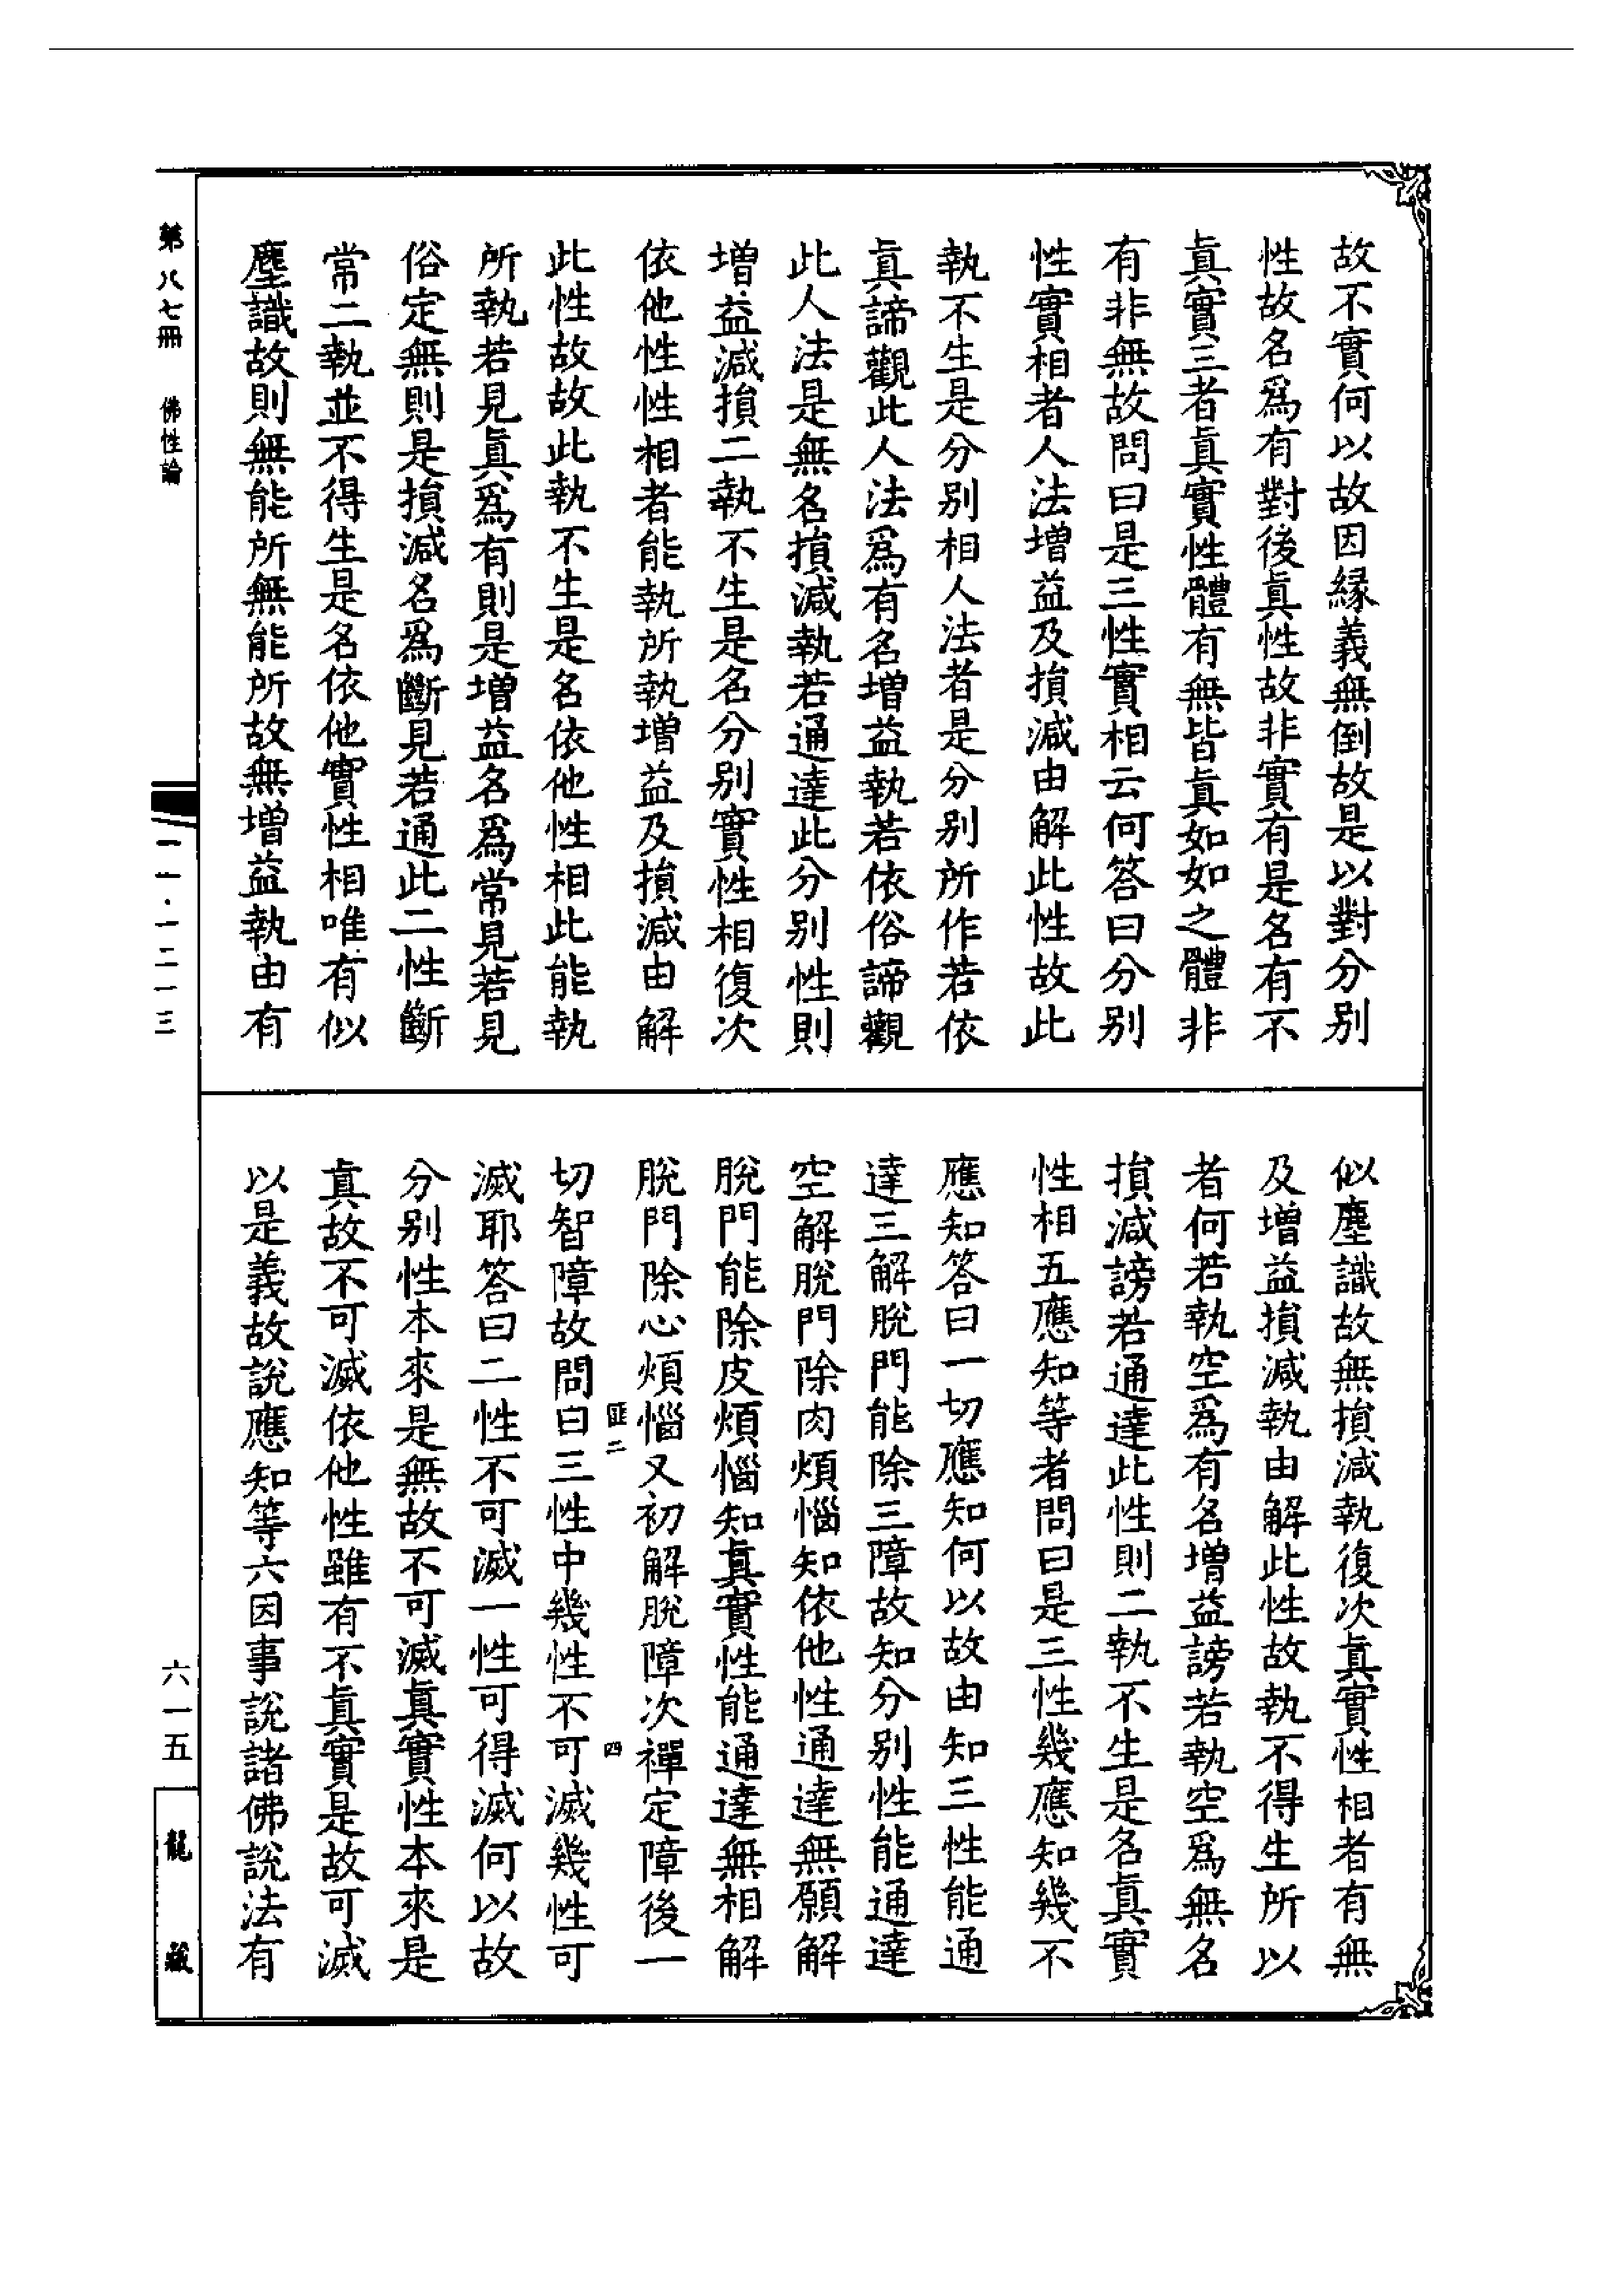 故不實何以故因縁義無倒故是以對分别
性故名爲有對後真性故非實有是名有不
真實三者真實性體有無皆真如如之體非
有非無故問曰是三性實相云何答曰分别
性實相者人法增益及損減由解此性故此
執不生是分别相人法者是分别所作若依
真諦觀此人法爲有名增益執若依俗諦觀
此人法是無名損減執若通達此分别性則
增益減損二執不生是名分别實性相復次
依他性性相者能執所執增益及損減由解
此性故故此執不生是名依他性相此能執
所執若見真爲有則是增益名爲常見若見
俗定無則是損減名爲斷見若通此二性斷
常二執並不得生是名依他實性相唯有似
塵識故則無能所無能所故無增益執由有
似塵識故無損減執復次真實性相者有無
及增益損減執由解此性故執不得生所以
者何若執空爲有名增益謗若執空爲無名
損減謗若通達此性則二執不生是名真實
性相五應知等者問曰是三性幾應知幾不
應知答曰一切應知何以故由知三性能通
達三解脫門能除三障故知分别性能通達
空解脫門除肉煩惱知依他性通達無願解
脫門能除皮煩惱知真實性能通達無相解
脫門除心煩惱又初解脫障次禪定障後一
匪二 四
切智障故問曰三性中幾性不可滅幾性可
滅耶答曰二性不可滅一性可得滅何以故
分别性本來是無故不可滅真實性本來是
真故不可滅依他性雖有不真實是故可滅
以是義故說應知等六因事說諸佛說法有
第八七冊 佛性論
一一·一二一三
六一五
龍藏